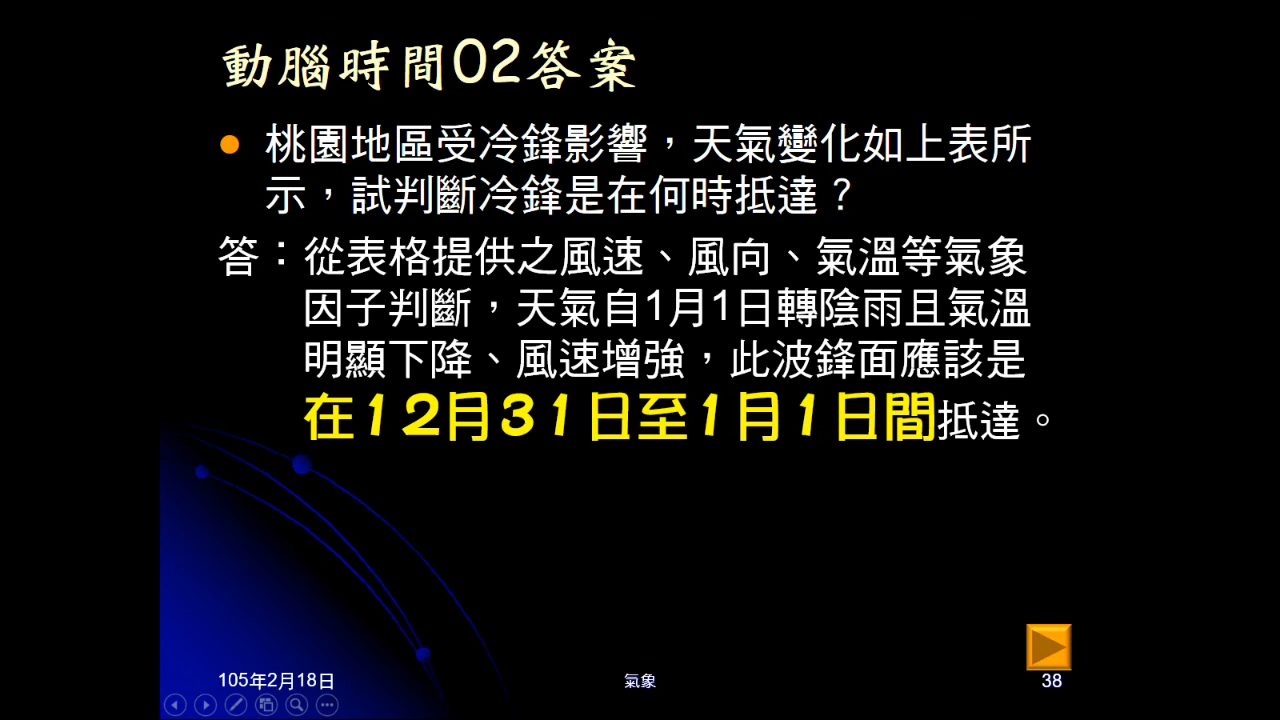 動腦時間02答案
桃園地區受冷鋒影響，天氣變化如上表所
示，試判斷冷鋒是在何時抵達？
答：從表格提供之風速、風向、氣溫等氣象
因子判斷，天氣自1月1日轉陰雨且氣溫
明顯下降、風速增強，此波鋒面應該是
在12月31日至1月1日間抵達。
105年2月18日
氣象
38